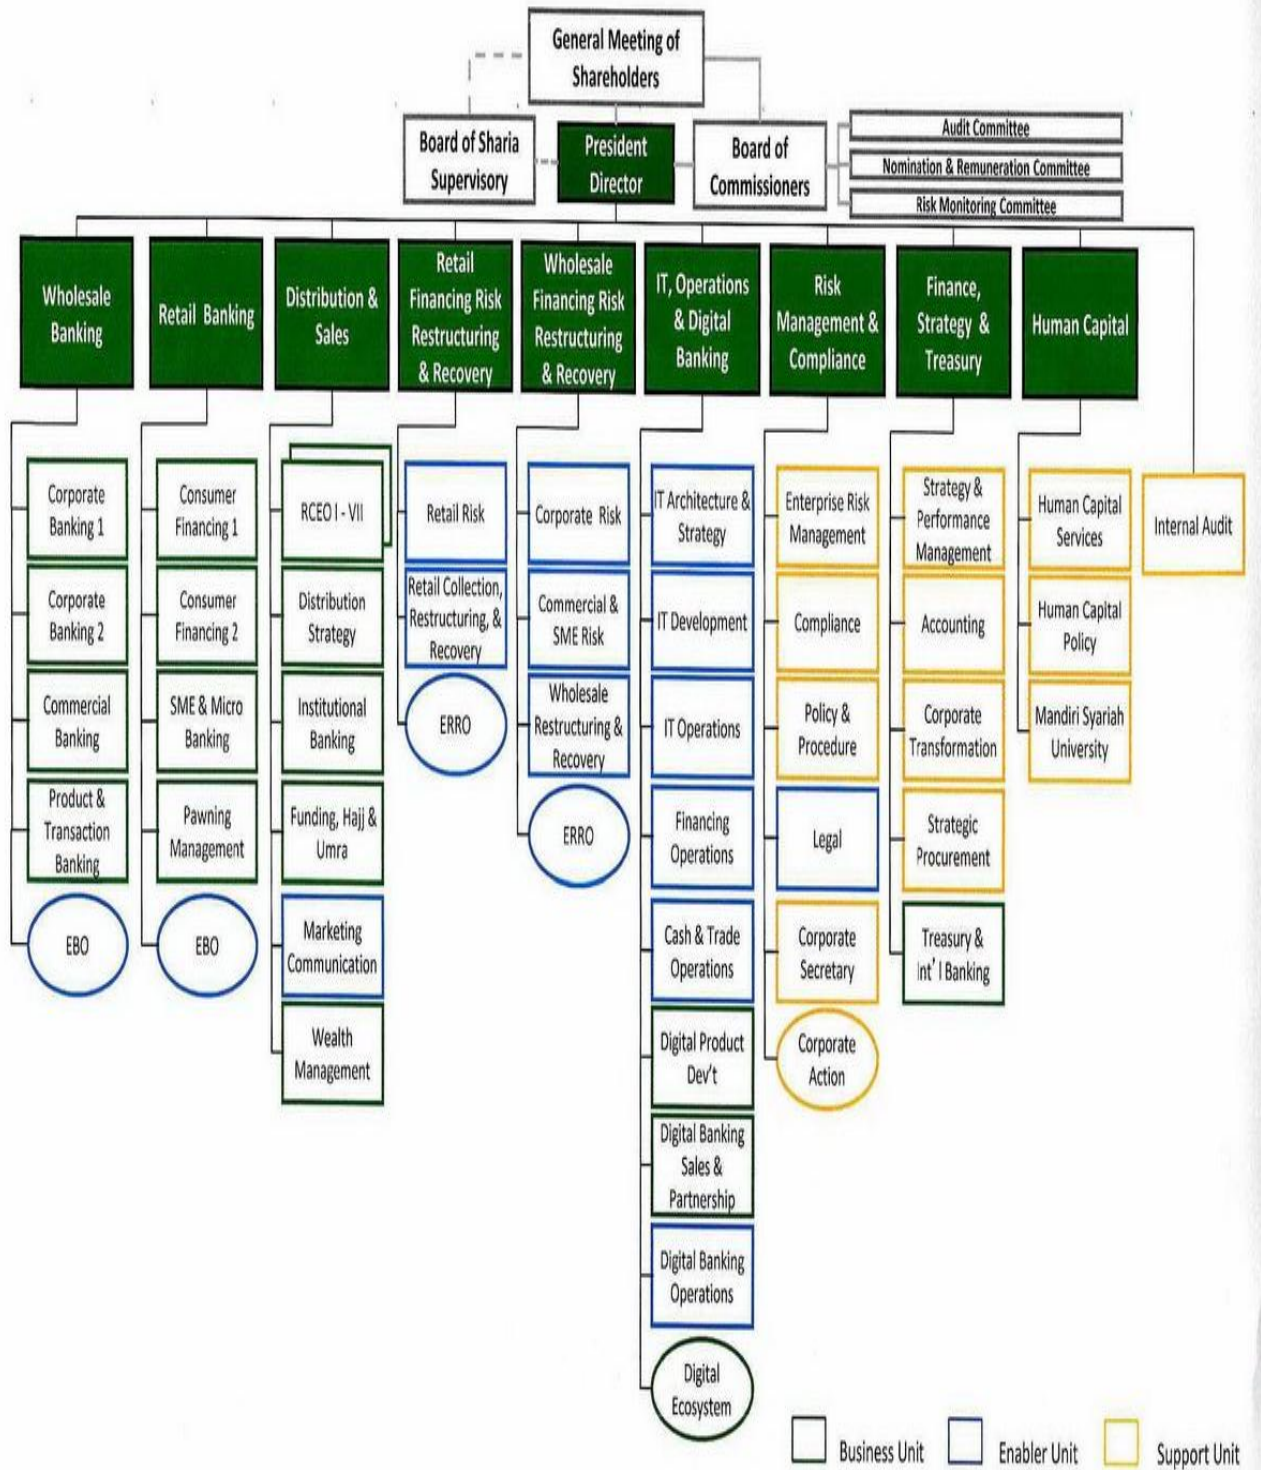 General Meeting of
Shareholders
Board of Sharia
Supervisory
President
Director
Board of
Commissioners
Audit Committee
Nomination & Remuneration Committee
Risk Monitoring Committee
Wholesale
Banking
Retail Banking
Distribution &
Sales
Retail
Financing Risk
Restructuring
& Recovery
Wholesale
Financing Risk
Restructuring
& Recovery
IT, Operations
& Digital
Banking
Risk
Management &
Compliance
Finance,
Strategy &
Treasury
Human Capital
Corporate
Banking 1
Corporate
Banking 2
Commercial
Banking
Product &
Transaction
Banking
EBO
Consumer
Financing 1
Consumer
Financing 2
SME & Micro
Banking
Pawning
Management
EBO
RCEO I - VII
Distribution
Strategy
Institutional
Banking
Funding, Hajj &
Umra
Marketing
Communication
Wealth
Management
Retail Risk
Retail Collection,
Restructuring, &
Recovery
ERRO
Corporate Risk
Commercial &
SME Risk
Wholesale
Restructuring &
Recovery
ERRO
IT Architecture &
Strategy
IT Development
IT Operations
Financing
Operations
Cash & Trade
Operations
Digital Product
Dev't
Digital Banking
Sales &
Partnership
Digital Banking
Operations
Digital
Ecosystem
Enterprise Risk
Management
Compliance
Policy &
Procedure
Legal
Corporate
Secretary
Corporate
Action
Strategy &
Performance
Management
Accounting
Corporate
Transformation
Strategic
Procurement
Treasury &
Int' l Banking
Human Capital
Services
Human Capital
Policy
Mandiri Syariah
University
Internal Audit
Business Unit
Enabler Unit
Support Unit